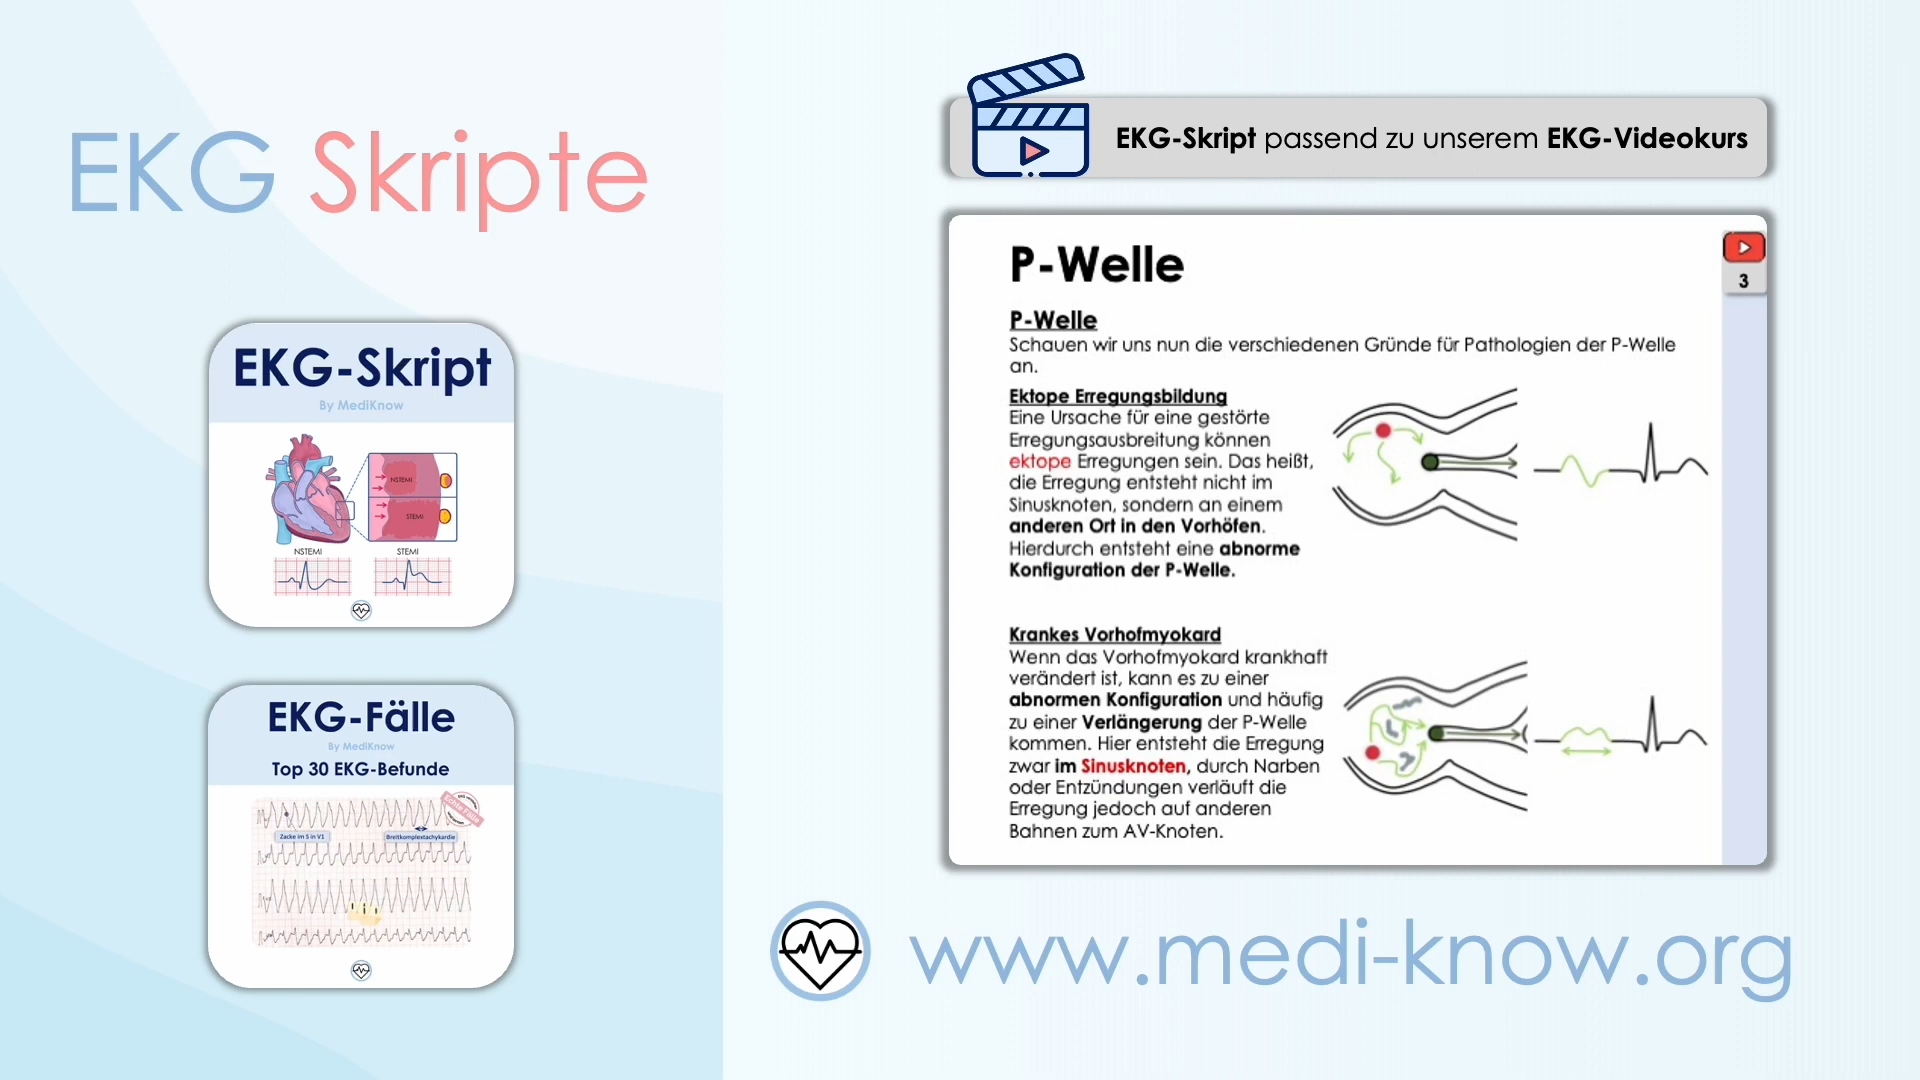 EKG Skripte
EKG-Skript
By MediKnow
NSTEMI
STEMI
NSTEMI
STEMI
EKG-Fälle
By MediKnow
Top 30 EKG-Befunde
Zacke im S in V1
Breitkomplextachykardie
EKG-Skript passend zu unserem EKG-Videokurs
P-Welle
3
P-Welle
Schauen wir uns nun die verschiedenen Gründe für Pathologien der P-Welle
an.
Ektope Erregungsbildung
Eine Ursache für eine gestörte
Erregungsausbreitung können
ektope Erregungen sein. Das heißt,
die Erregung entsteht nicht im
Sinusknoten, sondern an einem
anderen Ort in den Vorhöfen.
Hierdurch entsteht eine abnorme
Konfiguration der P-Welle.
Krankes Vorhofmyokard
Wenn das Vorhofmyokard krankhaft
verändert ist, kann es zu einer
abnormen Konfiguration und häufig
zu einer Verlängerung der P-Welle
kommen. Hier entsteht die Erregung
zwar im Sinusknoten, durch Narben
oder Entzündungen verläuft die
Erregung jedoch auf anderen
Bahnen zum AV-Knoten.
www.medi-know.org